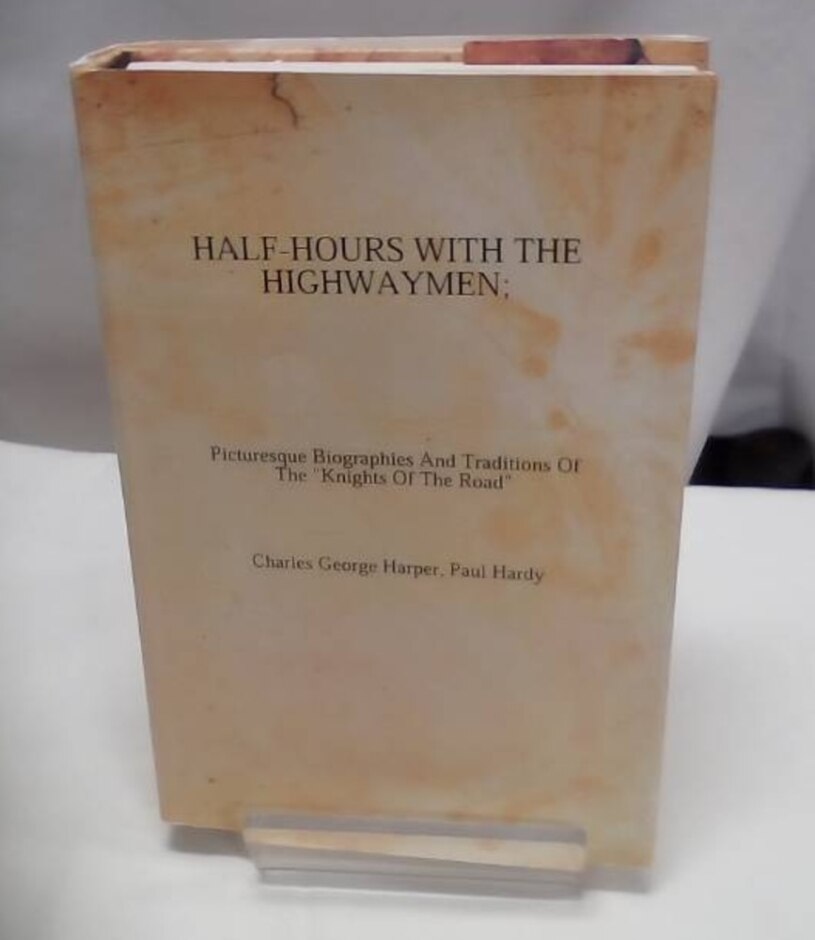 HALF-HOURS WITH THE
HIGHWAYMEN;
Picturesque Biographies And Traditions Of
The "Knights Of The Road"
Charles George Harper, Paul Hardy